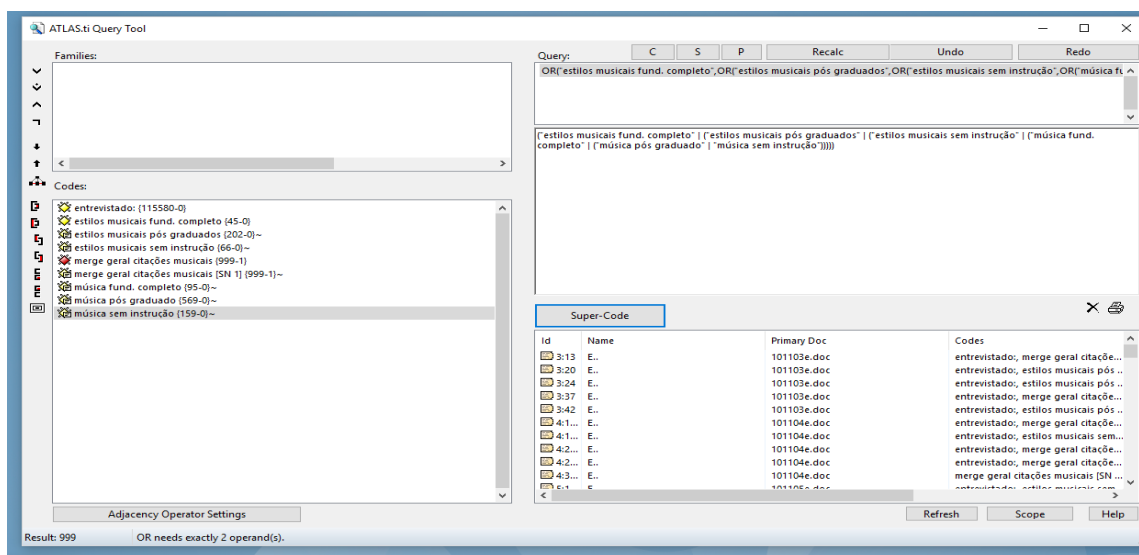 ATLAS.ti Query Tool
Families:
Codes:
entrevistado: {115580-0}
estilos musicais fund. completo {45-0}
estilos musicais pós graduados {202-0}~
estilos musicais sem instrução {66-0}~
merge geral citações musicais {999-1}
merge geral citações musicais [SN 1] {999-1}~
música fund. completo {95-0}~
música pós graduado {569-0}~
música sem instrução {159-0}~
Adjacency Operator Settings
Query:
C S P Recalc Undo Redo
OR("estilos musicais fund. completo",OR("estilos musicais pós graduados",OR("estilos musicais sem instrução",OR("música fu
("estilos musicais fund. completo" | ("estilos musicais pós graduados" | ("estilos musicais sem instrução" | ("música fund.
completo" | ("música pós graduado" | "música sem instrução")))))
Super-Code
Id Name Primary Doc Codes
3:13 E.. 101103e.doc entrevistado:, merge geral citaçõe...
3:20 E.. 101103e.doc entrevistado:, estilos musicais pós ..
3:24 E.. 101103e.doc entrevistado:, estilos musicais pós ..
3:37 E.. 101103e.doc entrevistado:, merge geral citaçõe...
3:42 E.. 101103e.doc entrevistado:, estilos musicais pós ..
4:1... E.. 101104e.doc entrevistado:, merge geral citaçõe...
4:1... E.. 101104e.doc entrevistado:, estilos musicais sem...
4:2... E.. 101104e.doc entrevistado:, merge geral citaçõe...
4:2... E.. 101104e.doc entrevistado:, merge geral citaçõe...
4:3... E.. 101104e.doc merge geral citações musicais [SN ...
Refresh Scope Help
Result: 999 OR needs exactly 2 operand(s).